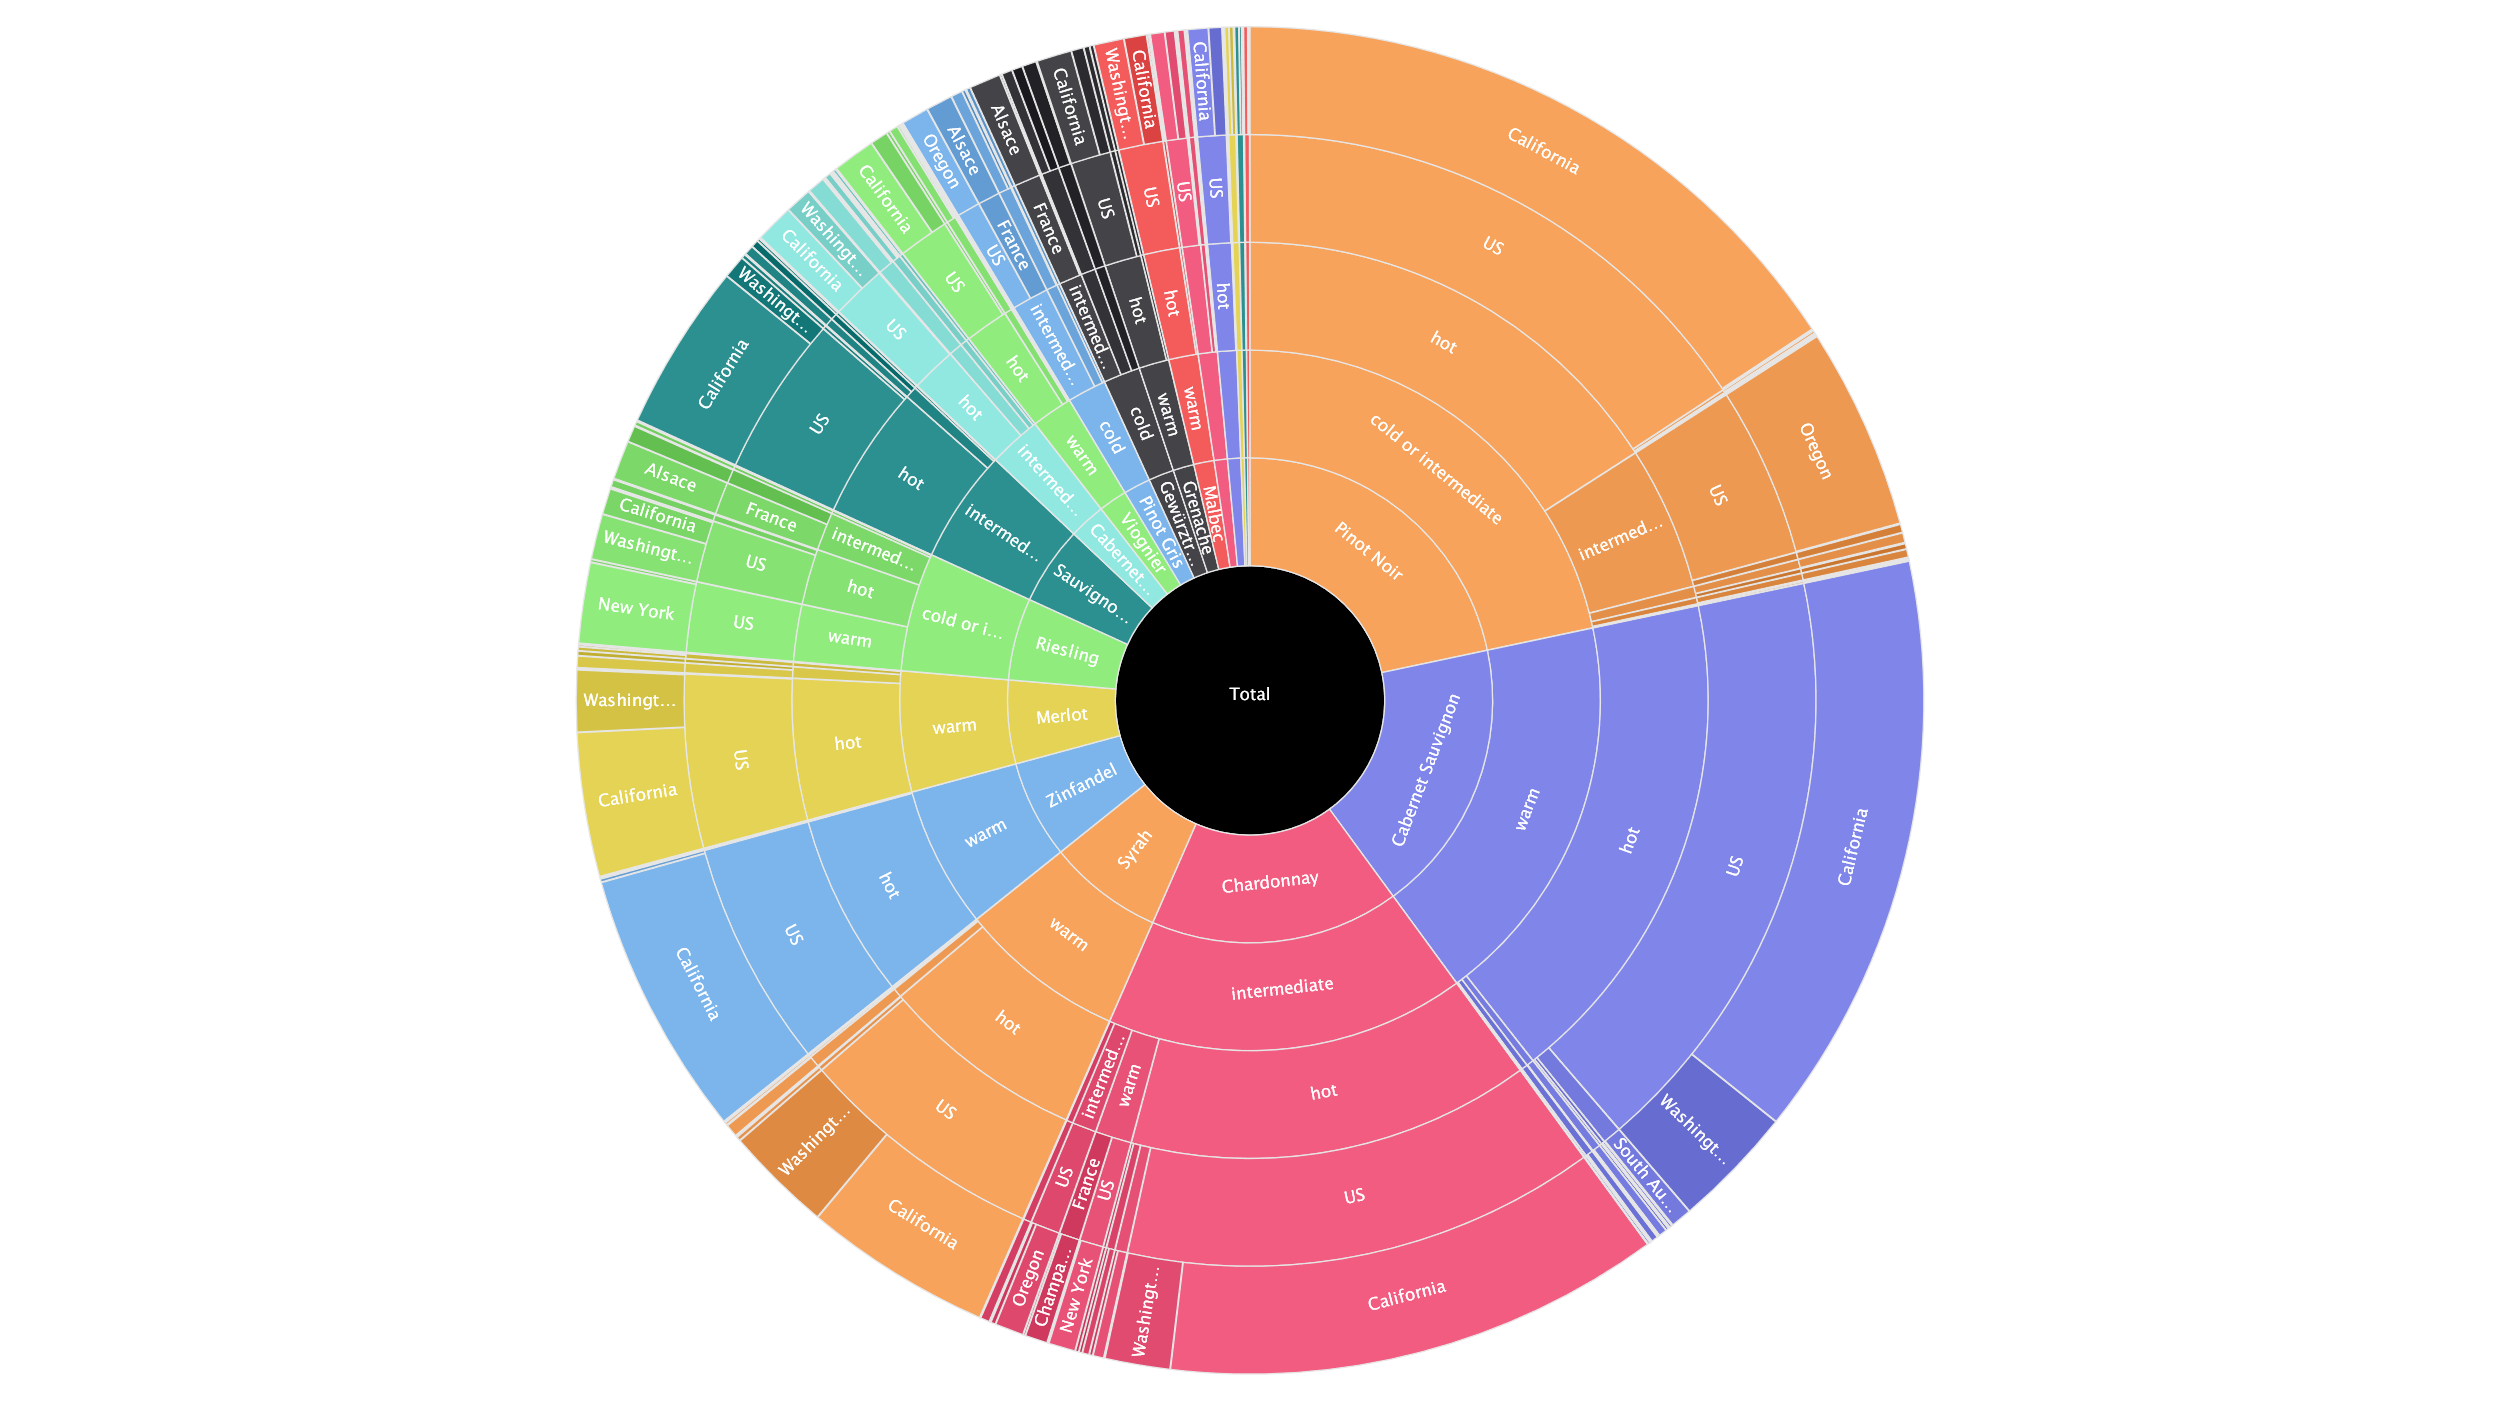 Total
Pinot Noir
cold or intermediate
hot
US
California
intermed...
US
Oregon
Cabernet Sauvignon
warm
hot
US
California
Washingt...
South Au...
Chardonnay
intermediate
hot
US
California
Washingt...
warm
US
New York
France
Champa...
intermed...
US
Oregon
Syrah
warm
hot
US
California
Washingt...
Zinfandel
warm
hot
US
California
Merlot
warm
hot
US
California
Washingt...
Riesling
cold or i...
warm
US
New York
hot
US
Washingt...
California
intermed...
France
Alsace
Sauvigno...
intermed...
hot
US
California
Washingt...
Cabernet...
intermed...
hot
US
California
Washingt...
Viognier
warm
hot
US
California
Pinot Gris
cold
intermed...
US
Oregon
France
Alsace
Gewürztr...
cold
intermed...
France
Alsace
Grenache
warm
hot
US
California
Malbec
warm
hot
US
Washingt...
California
US
hot
US
California